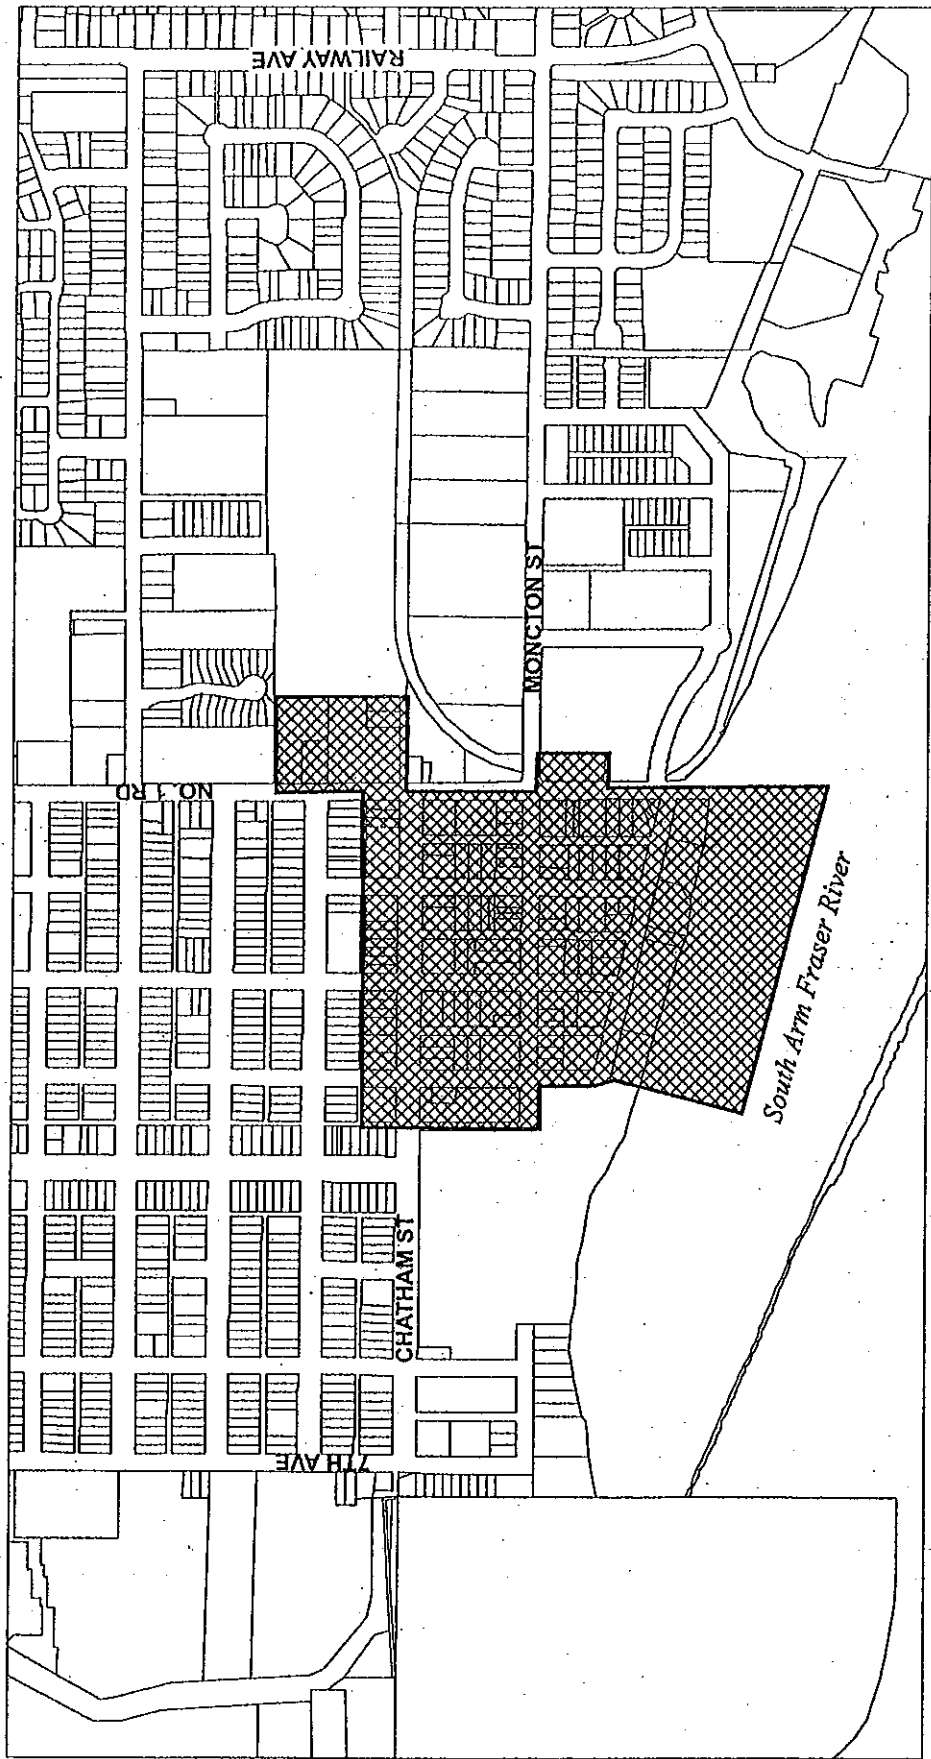 RAILWAY AVE
MONCTON ST
NO. 1 RD
South Arm Fraser River
CHATHAM ST
7TH AVE